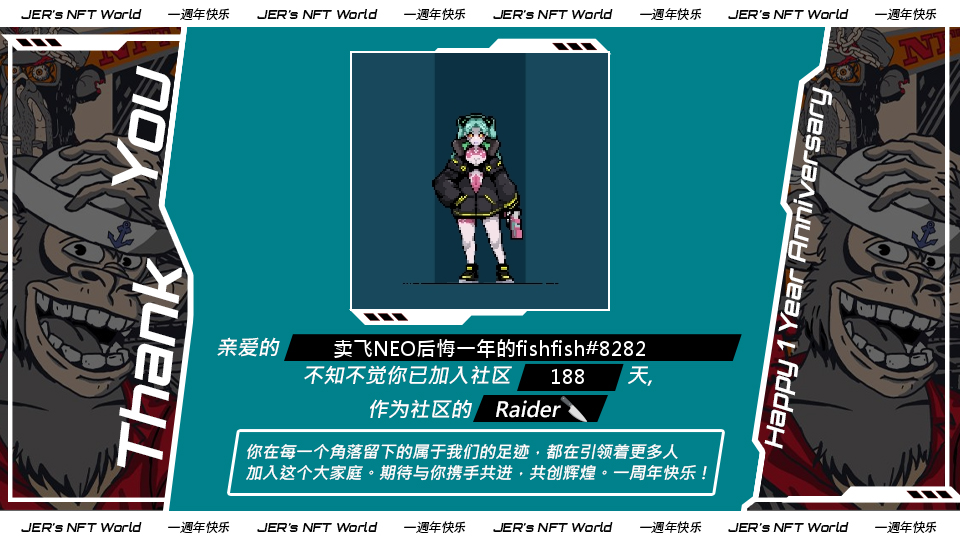 JER's NFT World 一週年快乐 JER's NFT World 一週年快乐 JER's NFT World 一週年快乐 JER's NFT World 一週年快乐
Thank You
亲爱的 卖飞NEO后悔一年的fishfish#8282
不知不觉你已加入社区 188 天,
作为社区的 Raider🔪
你在每一个角落留下的属于我们的足迹，都在引领着更多人
加入这个大家庭。期待与你携手共进，共创辉煌。一周年快乐！
Happy 1 Year Anniversary
JER's NFT World 一週年快乐 JER's NFT World 一週年快乐 JER's NFT World 一週年快乐 JER's NFT World 一週年快乐